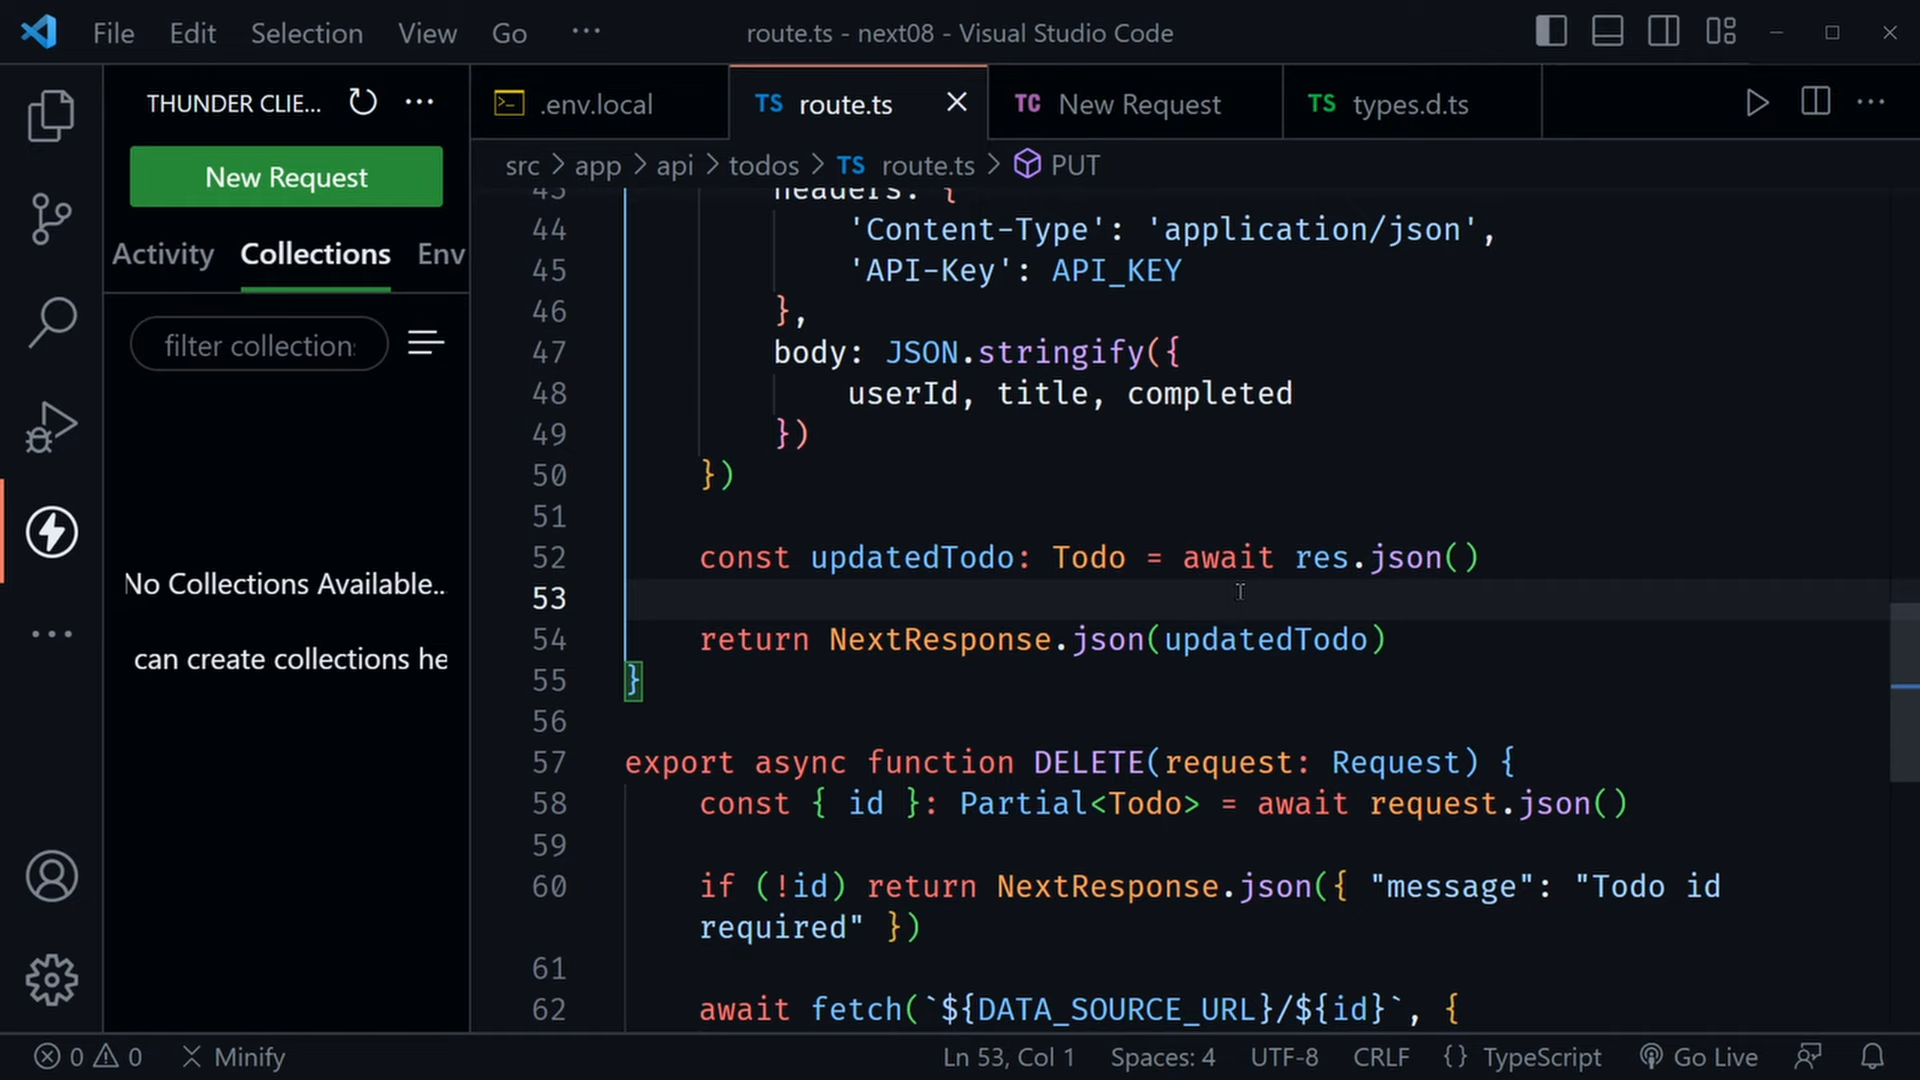 File Edit Selection View Go ··· route.ts - next08 - Visual Studio Code
THUNDER CLIE... ···
New Request
Activity Collections Env
filter collection
No Collections Available..
can create collections he
.env.local TS route.ts TC New Request TS types.d.ts ···
src > app > api > todos > TS route.ts > PUT
43 headers: {
44 'Content-Type': 'application/json',
45 'API-Key': API_KEY
46 },
47 body: JSON.stringify({
48 userId, title, completed
49 })
50 })
51
52 const updatedTodo: Todo = await res.json()
53
54 return NextResponse.json(updatedTodo)
55 }
56
57 export async function DELETE(request: Request) {
58 const { id }: Partial<Todo> = await request.json()
59
60 if (!id) return NextResponse.json({ "message": "Todo id
required" })
61
62 await fetch(`${DATA_SOURCE_URL}/${id}`, {
0 0 Minify Ln 53, Col 1 Spaces: 4 UTF-8 CRLF {} TypeScript Go Live